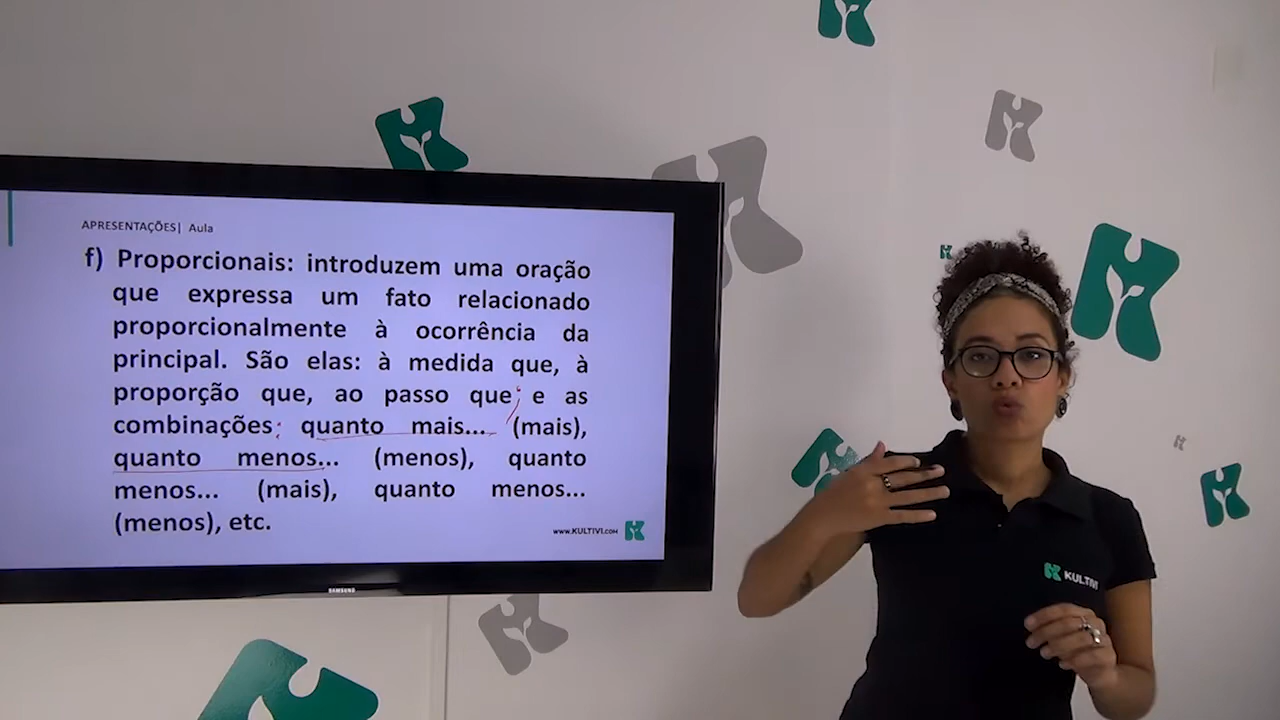 APRESENTAÇÕES| Aula
f) Proporcionais: introduzem uma oração
que expressa um fato relacionado
proporcionalmente à ocorrência da
principal. São elas: à medida que, à
proporção que, ao passo que; e as
combinações: quanto mais... (mais),
quanto menos... (menos), quanto
menos... (mais), quanto menos...
(menos), etc.
www.KULTIVI.com
SAMSUNG
KULTIVI